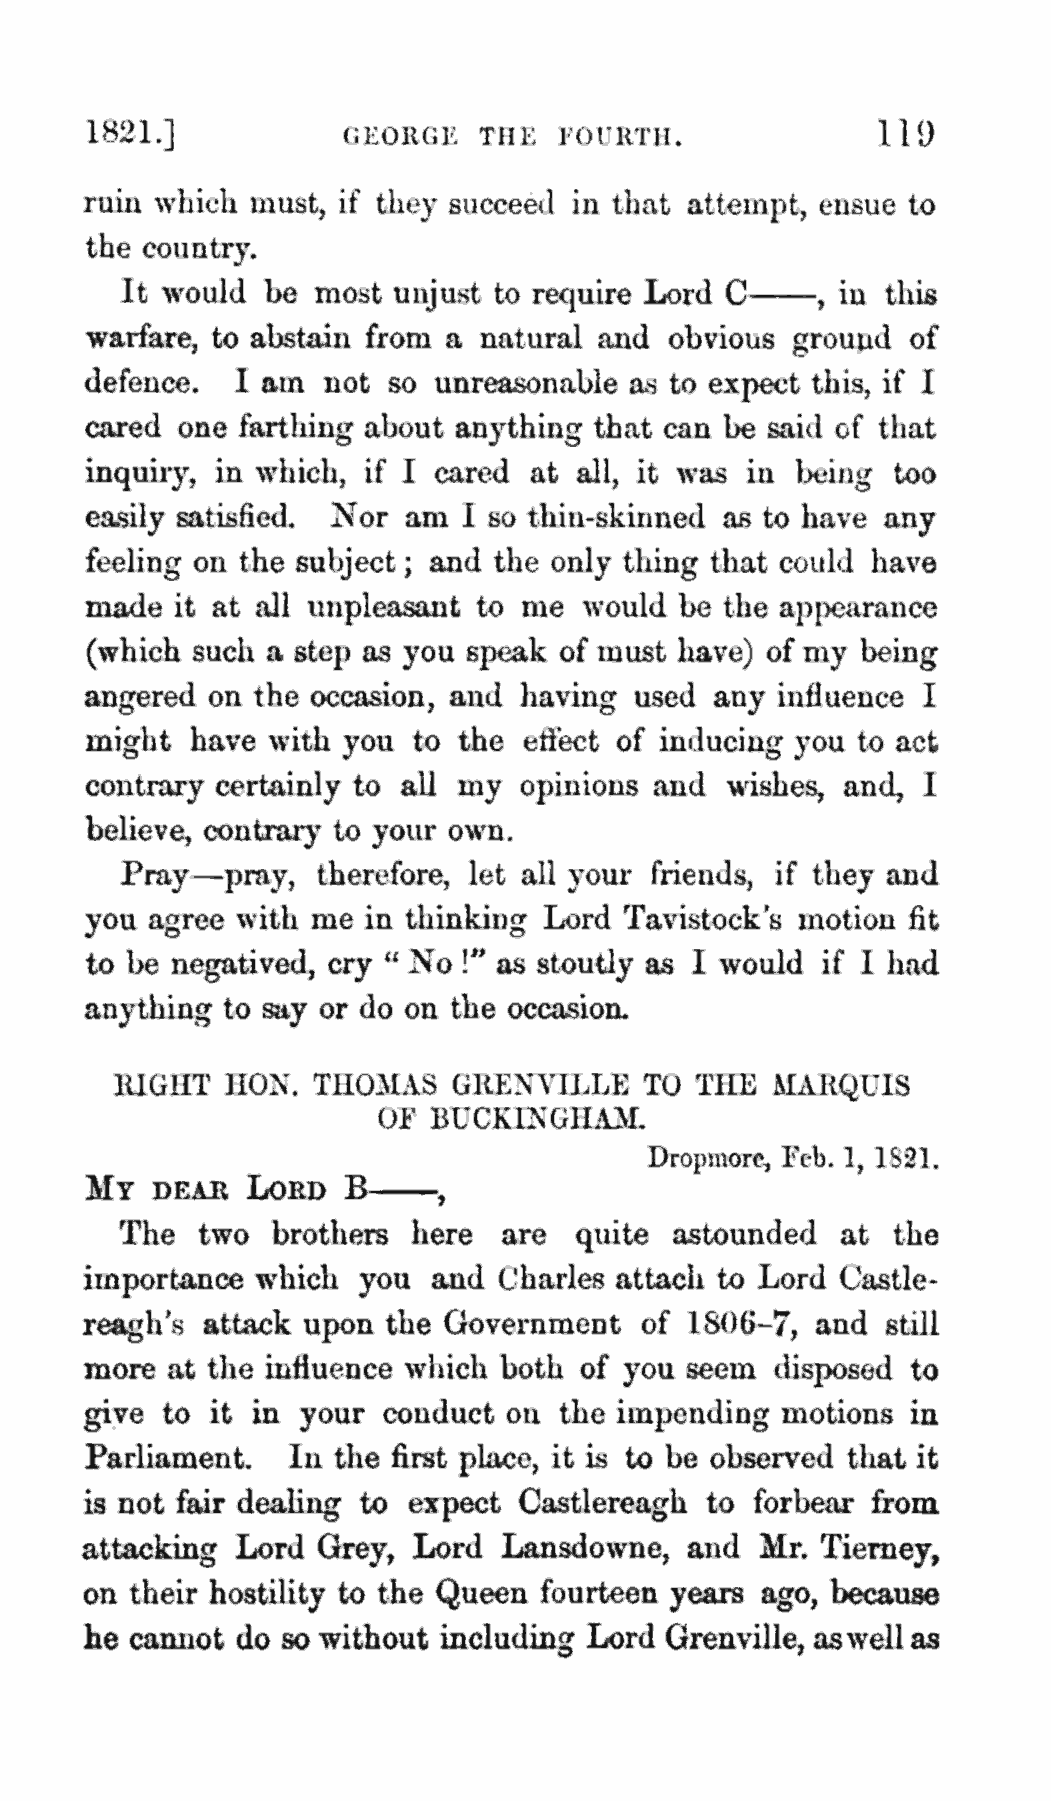 1821.] GEORGE THE FOURTH. 119
ruin which must, if they succeed in that attempt, ensue to
the country.
It would be most unjust to require Lord C——, in this
warfare, to abstain from a natural and obvious ground of
defence. I am not so unreasonable as to expect this, if I
cared one farthing about anything that can be said of that
inquiry, in which, if I cared at all, it was in being too
easily satisfied. Nor am I so thin-skinned as to have any
feeling on the subject; and the only thing that could have
made it at all unpleasant to me would be the appearance
(which such a step as you speak of must have) of my being
angered on the occasion, and having used any influence I
might have with you to the effect of inducing you to act
contrary certainly to all my opinions and wishes, and, I
believe, contrary to your own.
Pray—pray, therefore, let all your friends, if they and
you agree with me in thinking Lord Tavistock's motion fit
to be negatived, cry "No!" as stoutly as I would if I had
anything to say or do on the occasion.
RIGHT HON. THOMAS GRENVILLE TO THE MARQUIS
OF BUCKINGHAM.
Dropmore, Feb. 1, 1821.
MY DEAR LORD B——,
The two brothers here are quite astounded at the
importance which you and Charles attach to Lord Castle-
reagh's attack upon the Government of 1806-7, and still
more at the influence which both of you seem disposed to
give to it in your conduct on the impending motions in
Parliament. In the first place, it is to be observed that it
is not fair dealing to expect Castlereagh to forbear from
attacking Lord Grey, Lord Lansdowne, and Mr. Tierney,
on their hostility to the Queen fourteen years ago, because
he cannot do so without including Lord Grenville, as well as